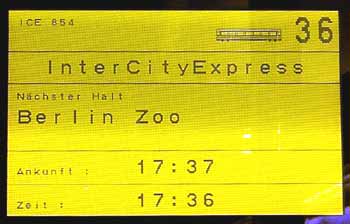 ICE 854
36
InterCityExpress
Nächster Halt
Berlin Zoo
Ankunft : 17:37
Zeit : 17:36